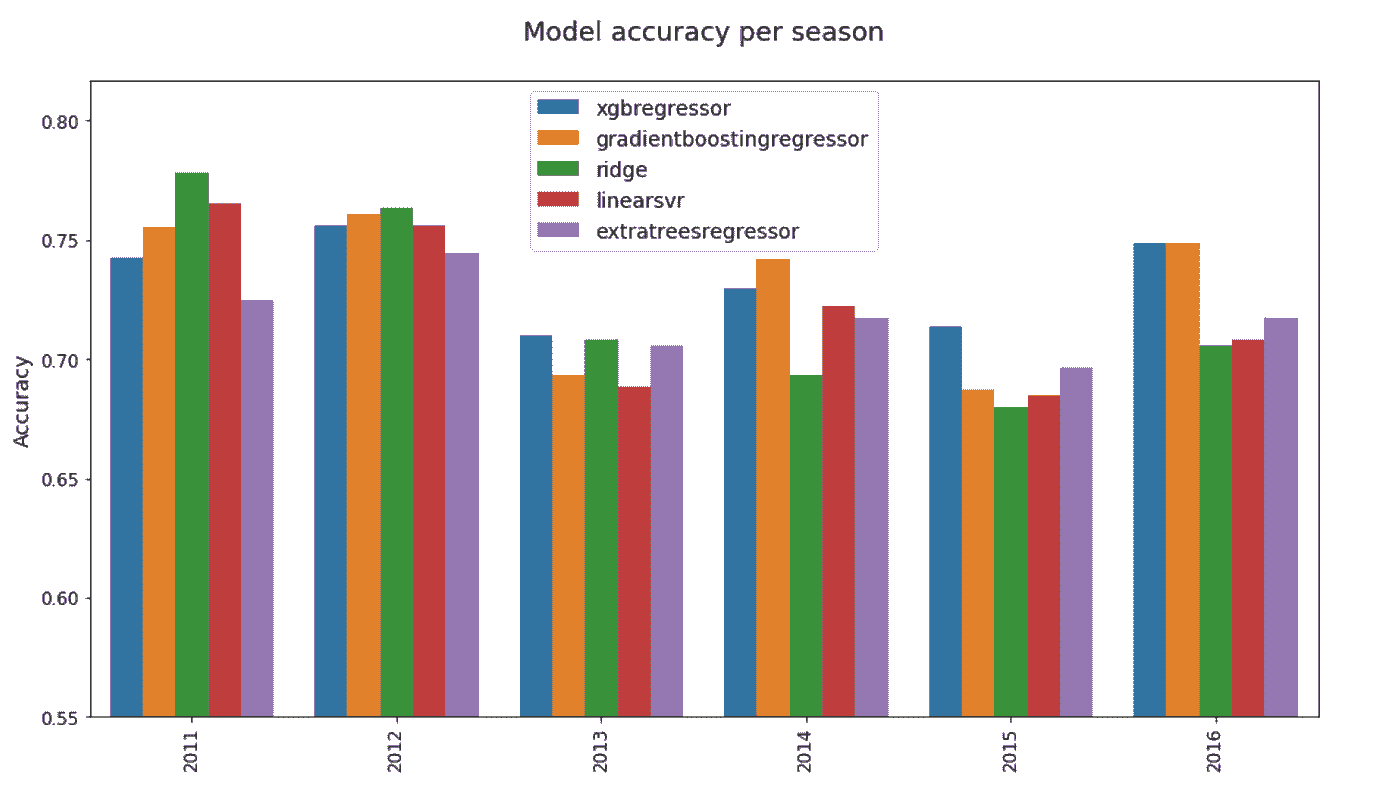 Model accuracy per season
xgbregressor
gradientboostingregressor
ridge
linearsvr
extratreesregressor
Accuracy
0.80
0.75
0.70
0.65
0.60
0.55
2011
2012
2013
2014
2015
2016